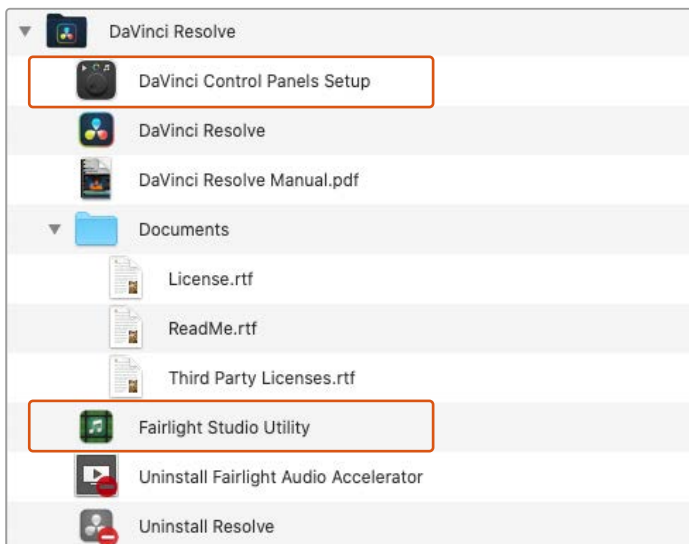 DaVinci Resolve
DaVinci Control Panels Setup
DaVinci Resolve
DaVinci Resolve Manual.pdf
Documents
License.rtf
ReadMe.rtf
Third Party Licenses.rtf
Fairlight Studio Utility
Uninstall Fairlight Audio Accelerator
Uninstall Resolve